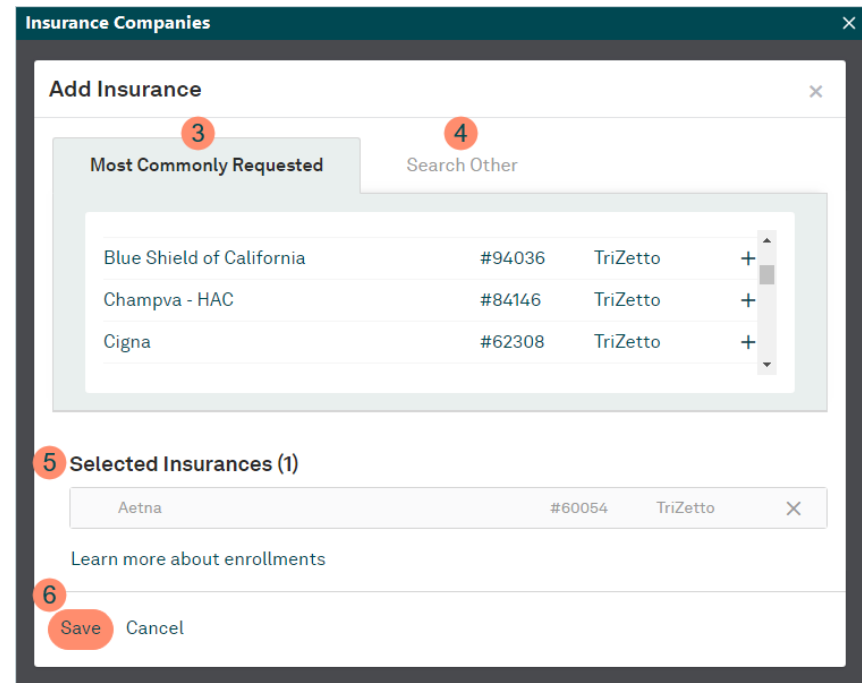 Insurance Companies ×
Add Insurance ×
3 4
Most Commonly Requested Search Other
Blue Shield of California #94036 TriZetto +
Champva - HAC #84146 TriZetto +
Cigna #62308 TriZetto +
5 Selected Insurances (1)
Aetna #60054 TriZetto ×
Learn more about enrollments
6
Save Cancel